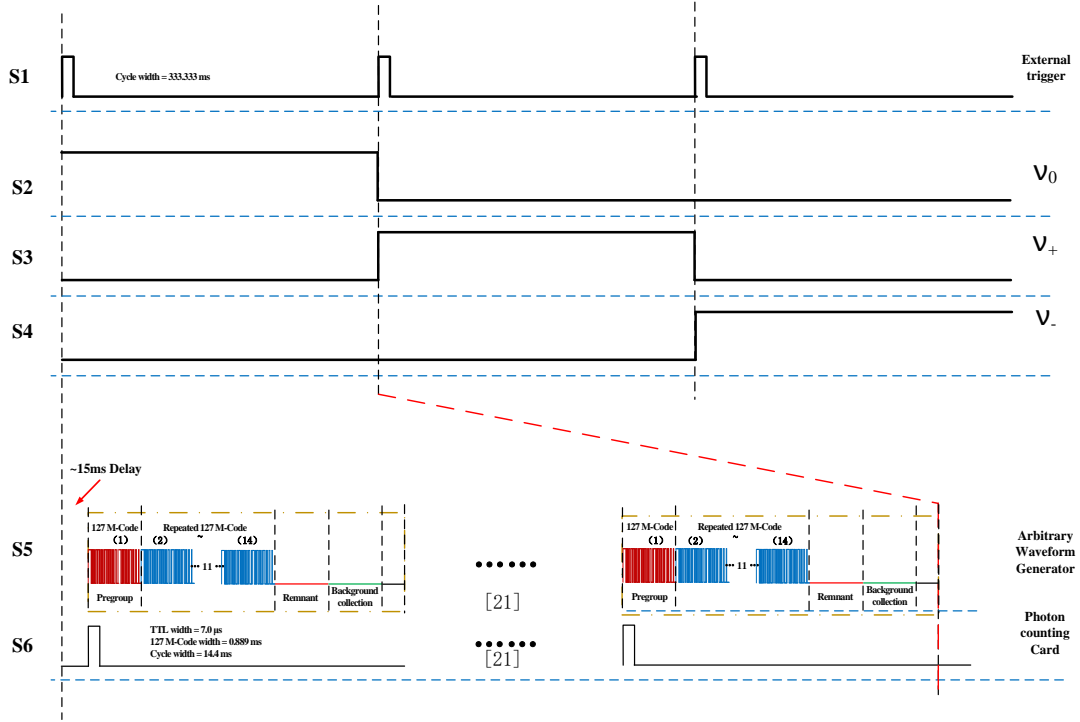 S1
Cycle width = 333.333 ms
External
trigger
S2
ν0
S3
ν+
S4
ν-
~15ms Delay
S5
127 M-Code
Repeated 127 M-Code
(1)
(2)
~
(14)
11
Pregroup
Remnant
Background
collection
[21]
127 M-Code
Repeated 127 M-Code
(1)
(2)
~
(14)
11
Pregroup
Remnant
Background
collection
Arbitrary
Waveform
Generator
S6
TTL width = 7.0 μs
127 M-Code width = 0.889 ms
Cycle width = 14.4 ms
[21]
Photon
counting
Card